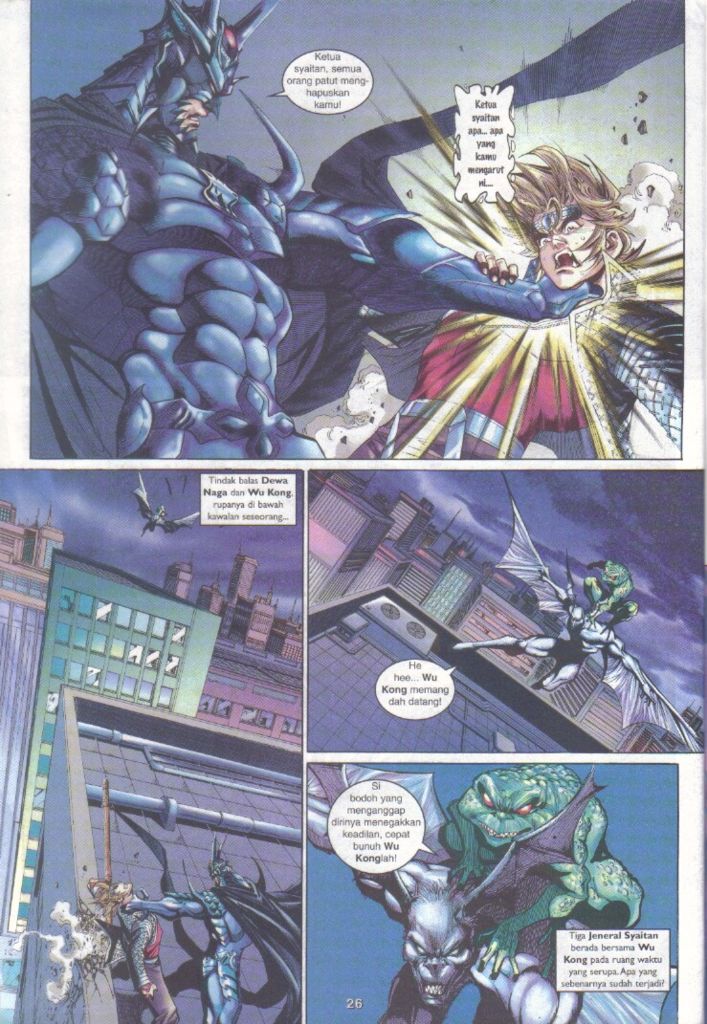 Ketua
syaitan, semua
orang patut meng-
hapuskan
kamu!
Ketua
syaitan
apa... apa
yang
kamu
mengarut
ni....
Tindak balas Dewa
Naga dan Wu Kong,
rupanya di bawah
kawalan seseorang...
He
hee... Wu
Kong memang
dah datang!
Si
bodoh yang
menganggap
dirinya menegakkan
keadilan, cepat
bunuh Wu
Konglah!
Tiga Jeneral Syaitan
berada bersama Wu
Kong pada ruang waktu
yang serupa. Apa yang
sebenarnya sudah terjadi?
26